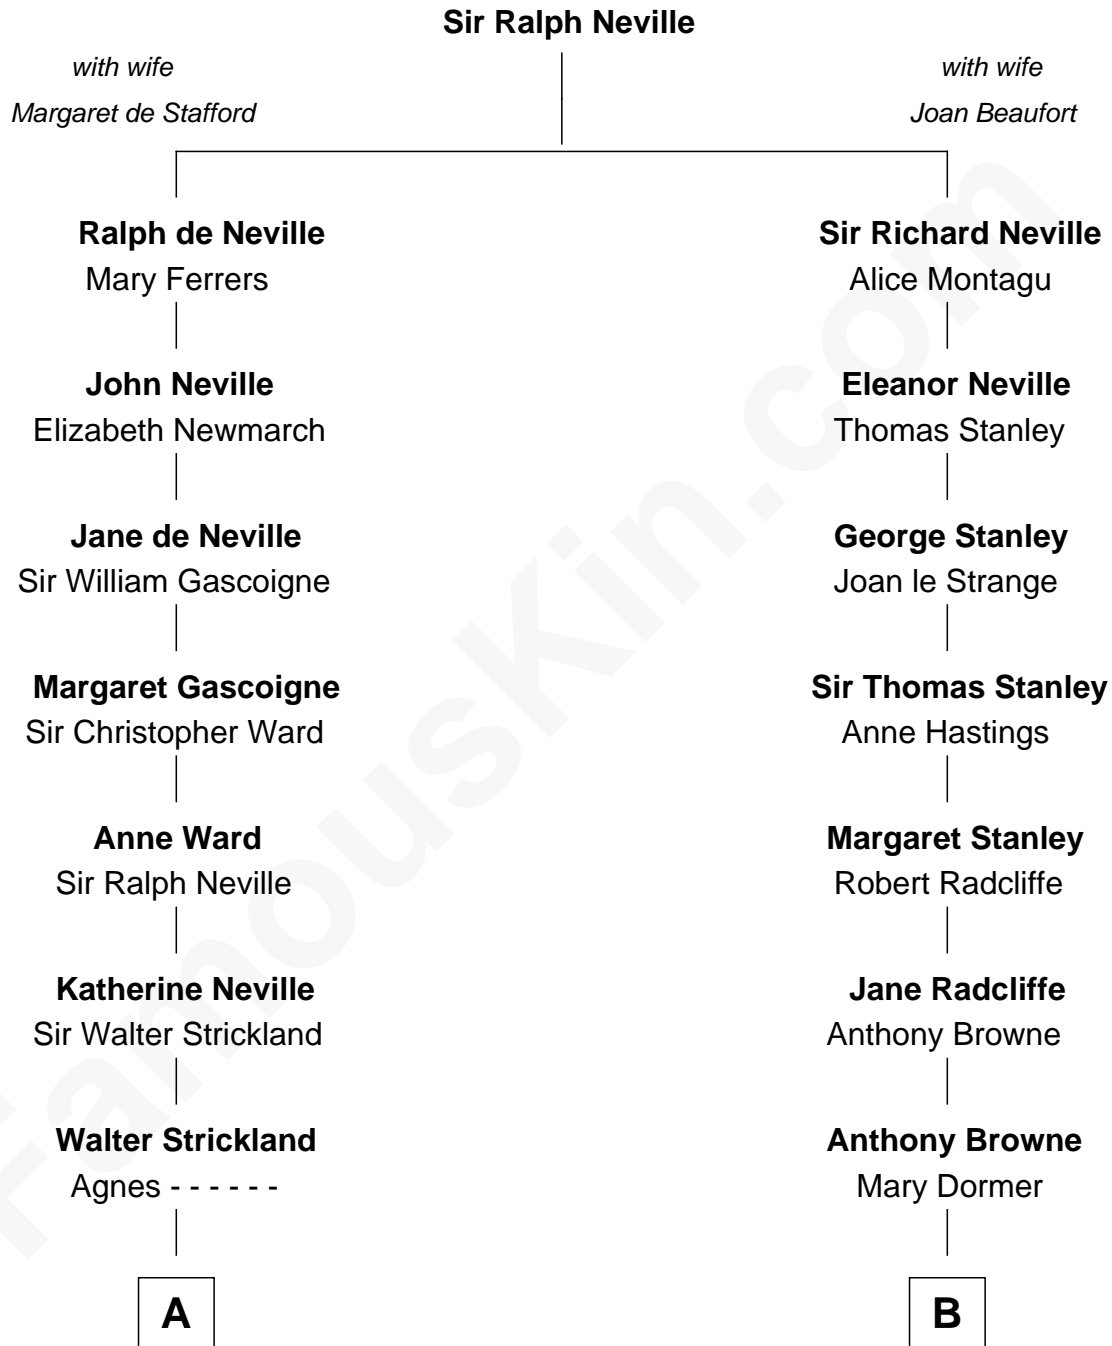 Sir Ralph Neville
with wife
Margaret de Stafford
with wife
Joan Beaufort
Ralph de Neville
Mary Ferrers
John Neville
Elizabeth Newmarch
Jane de Neville
Sir William Gascoigne
Margaret Gascoigne
Sir Christopher Ward
Anne Ward
Sir Ralph Neville
Katherine Neville
Sir Walter Strickland
Walter Strickland
Agnes - - - - - -
A
Sir Richard Neville
Alice Montagu
Eleanor Neville
Thomas Stanley
George Stanley
Joan le Strange
Sir Thomas Stanley
Anne Hastings
Margaret Stanley
Robert Radcliffe
Jane Radcliffe
Anthony Browne
Anthony Browne
Mary Dormer
B
FamousKin.com